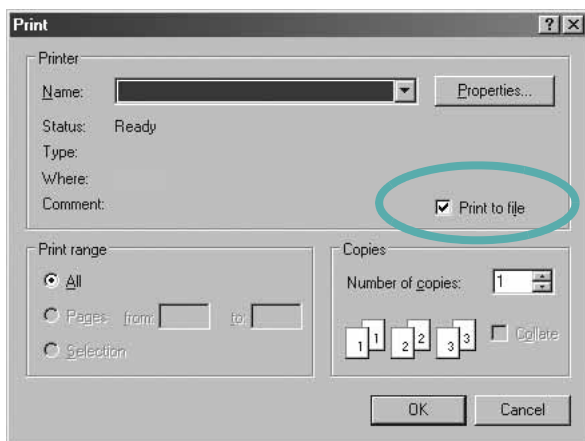 Print
Printer
Name:
Properties...
Status: Ready
Type:
Where:
Comment:
Print to file
Print range
All
Pages from: to:
Selection
Copies
Number of copies: 1
1 1 2 2 3 3
Collate
OK Cancel